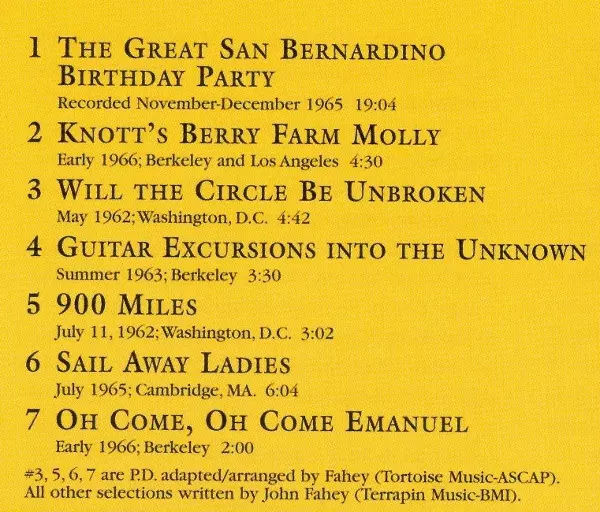 1 THE GREAT SAN BERNARDINO
BIRTHDAY PARTY
Recorded November-December 1965 19:04
2 KNOTT'S BERRY FARM MOLLY
Early 1966; Berkeley and Los Angeles 4:30
3 WILL THE CIRCLE BE UNBROKEN
May 1962; Washington, D.C. 4:42
4 GUITAR EXCURSIONS INTO THE UNKNOWN
Summer 1963; Berkeley 3:30
5 900 MILES
July 11, 1962; Washington, D.C. 3:02
6 SAIL AWAY LADIES
July 1965; Cambridge, MA. 6:04
7 OH COME, OH COME EMANUEL
Early 1966; Berkeley 2:00
#3, 5, 6, 7 are P.D. adapted/arranged by Fahey (Tortoise Music-ASCAP).
All other selections written by John Fahey (Terrapin Music-BMI).